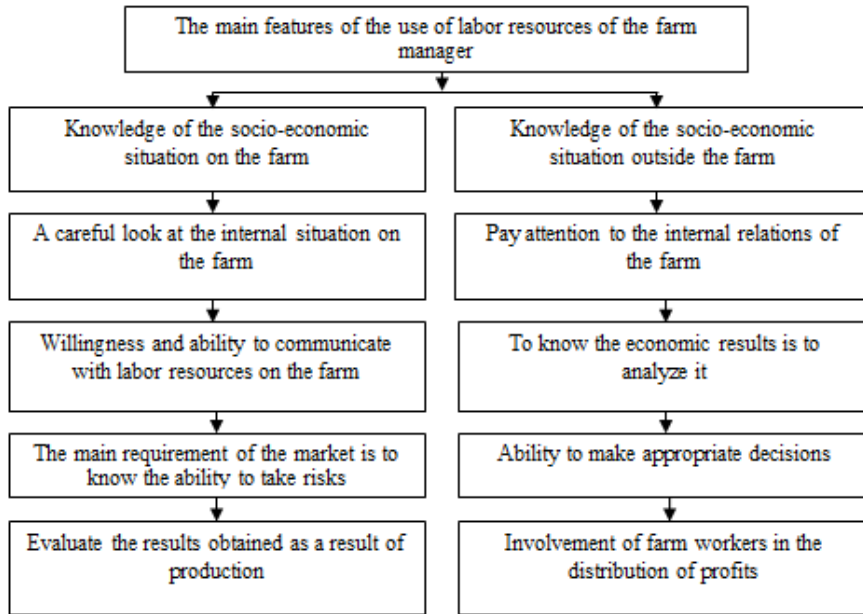 The main features of the use of labor resources of the farm
manager
Knowledge of the socio-economic
situation on the farm
Knowledge of the socio-economic
situation outside the farm
A careful look at the internal situation on
the farm
Pay attention to the internal relations of
the farm
Willingness and ability to communicate
with labor resources on the farm
To know the economic results is to
analyze it
The main requirement of the market is to
know the ability to take risks
Ability to make appropriate decisions
Evaluate the results obtained as a result of
production
Involvement of farm workers in the
distribution of profits